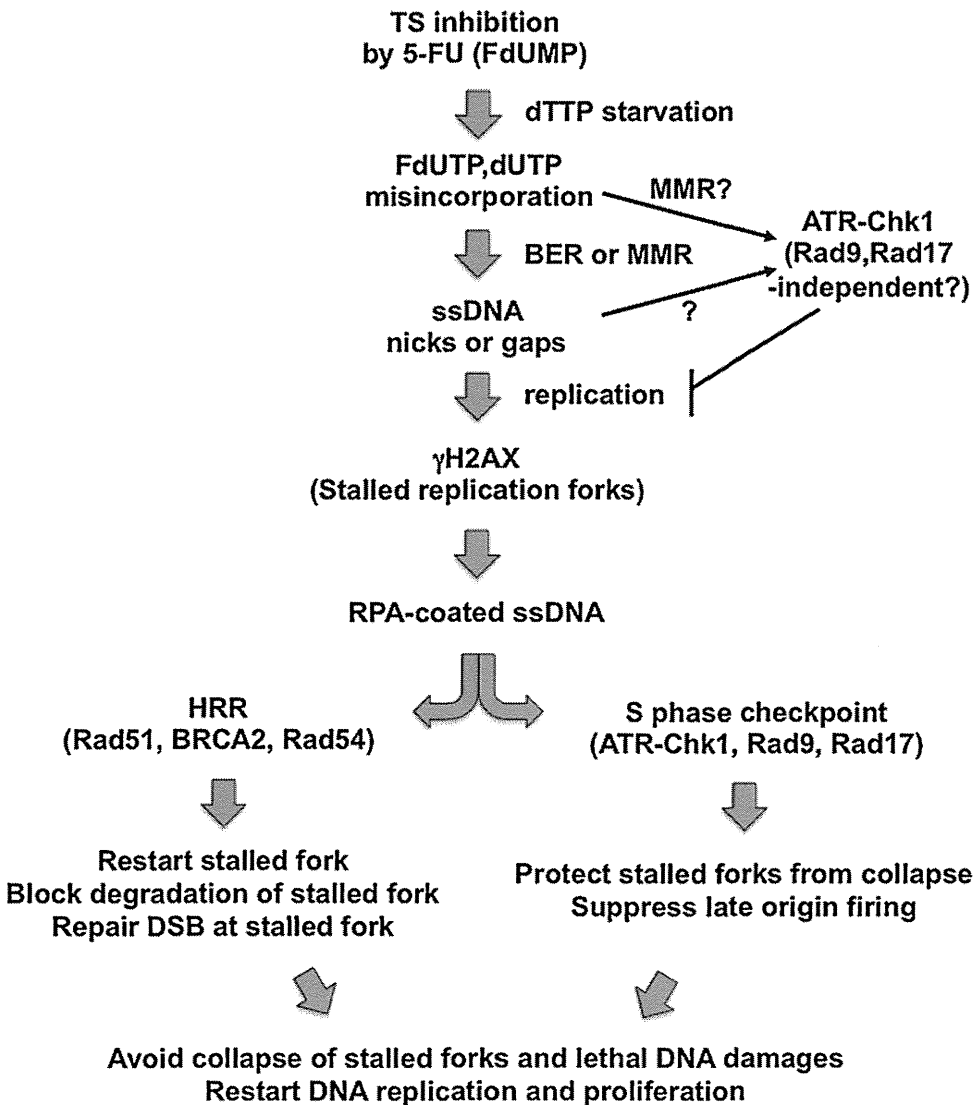 TS inhibition
by 5-FU (FdUMP)
dTTP starvation
FdUTP,dUTP
misincorporation
MMR?
ATR-Chk1
(Rad9,Rad17
-independent?)
BER or MMR
ssDNA
nicks or gaps
?
replication
γH2AX
(Stalled replication forks)
RPA-coated ssDNA
HRR
(Rad51, BRCA2, Rad54)
S phase checkpoint
(ATR-Chk1, Rad9, Rad17)
Restart stalled fork
Block degradation of stalled fork
Repair DSB at stalled fork
Protect stalled forks from collapse
Suppress late origin firing
Avoid collapse of stalled forks and lethal DNA damages
Restart DNA replication and proliferation